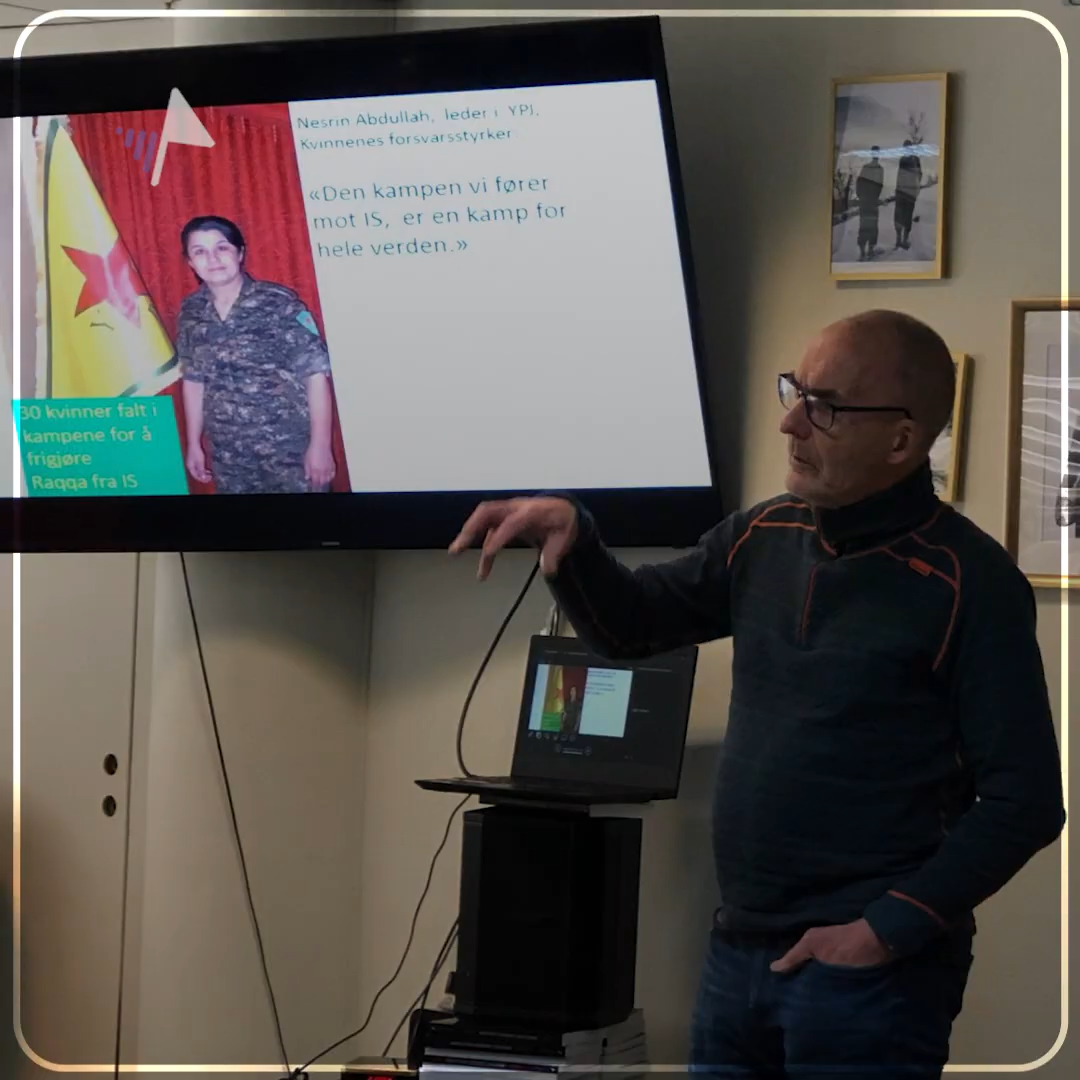 Nesrin Abdullah, leder i YPJ,
Kvinnenes forsvarsstyrker
«Den kampen vi fører
mot IS, er en kamp for
hele verden.»
30 kvinner falt i
kampene for å
frigjøre
Raqqa fra IS